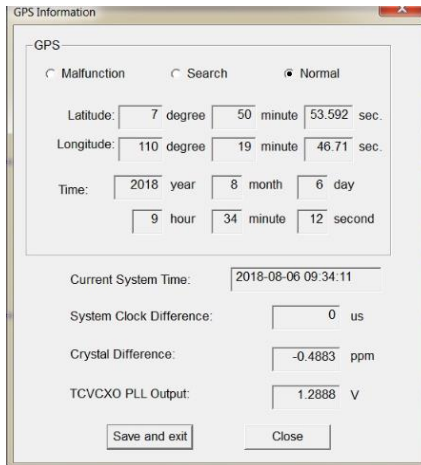 GPS Information
GPS
Malfunction Search Normal
Latitude: 7 degree 50 minute 53.592 sec.
Longitude: 110 degree 19 minute 46.71 sec.
Time: 2018 year 8 month 6 day
9 hour 34 minute 12 second
Current System Time: 2018-08-06 09:34:11
System Clock Difference: 0 us
Crystal Difference: -0.4883 ppm
TCVCXO PLL Output: 1.2888 V
Save and exit Close